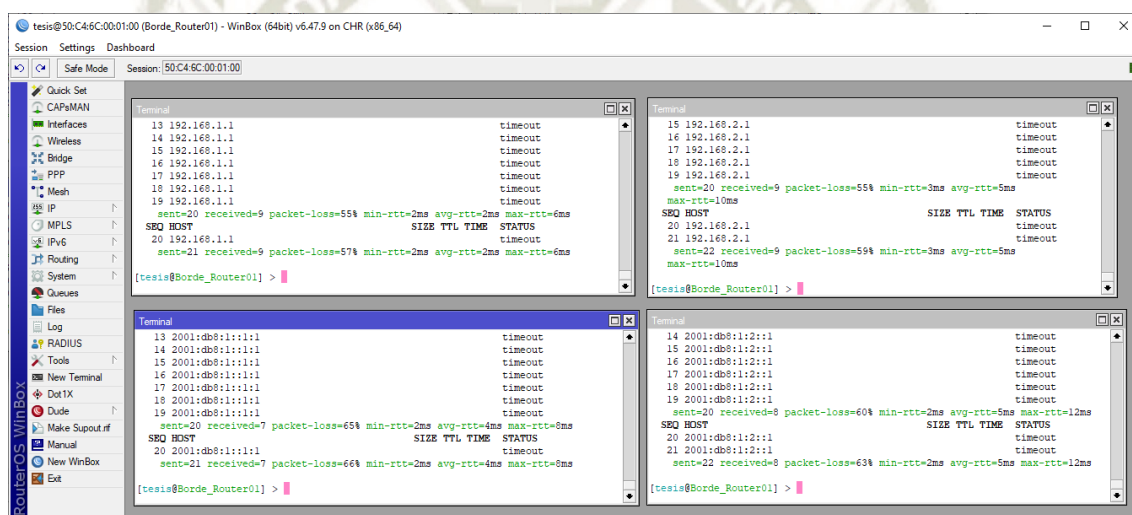 tesis@50:C4:6C:00:01:00 (Borde_Router01) - WinBox (64bit) v6.47.9 on CHR (x86_64)
Session Settings Dashboard
Safe Mode Session: 50:C4:6C:00:01:00
Quick Set
CAPsMAN
Interfaces
Wireless
Bridge
PPP
Mesh
IP
MPLS
IPv6
Routing
System
Queues
Files
Log
RADIUS
Tools
New Terminal
Dot1X
Dude
Make Supout.rif
Manual
New WinBox
Exit
RouterOS WinBox
Terminal
13 192.168.1.1 timeout
14 192.168.1.1 timeout
15 192.168.1.1 timeout
16 192.168.1.1 timeout
17 192.168.1.1 timeout
18 192.168.1.1 timeout
19 192.168.1.1 timeout
sent=20 received=9 packet-loss=55% min-rtt=2ms avg-rtt=2ms max-rtt=6ms
SEQ HOST SIZE TTL TIME STATUS
20 192.168.1.1 timeout
sent=21 received=9 packet-loss=57% min-rtt=2ms avg-rtt=2ms max-rtt=6ms
[tesis@Borde_Router01] >
Terminal
15 192.168.2.1 timeout
16 192.168.2.1 timeout
17 192.168.2.1 timeout
18 192.168.2.1 timeout
19 192.168.2.1 timeout
sent=20 received=9 packet-loss=55% min-rtt=3ms avg-rtt=5ms
max-rtt=10ms
SEQ HOST SIZE TTL TIME STATUS
20 192.168.2.1 timeout
21 192.168.2.1 timeout
sent=22 received=9 packet-loss=59% min-rtt=3ms avg-rtt=5ms
max-rtt=10ms
[tesis@Borde_Router01] >
Terminal
13 2001:db8:1::1:1 timeout
14 2001:db8:1::1:1 timeout
15 2001:db8:1::1:1 timeout
16 2001:db8:1::1:1 timeout
17 2001:db8:1::1:1 timeout
18 2001:db8:1::1:1 timeout
19 2001:db8:1::1:1 timeout
sent=20 received=7 packet-loss=65% min-rtt=2ms avg-rtt=4ms max-rtt=8ms
SEQ HOST SIZE TTL TIME STATUS
20 2001:db8:1::1:1 timeout
sent=21 received=7 packet-loss=66% min-rtt=2ms avg-rtt=4ms max-rtt=8ms
[tesis@Borde_Router01] >
Terminal
14 2001:db8:1:2::1 timeout
15 2001:db8:1:2::1 timeout
16 2001:db8:1:2::1 timeout
17 2001:db8:1:2::1 timeout
18 2001:db8:1:2::1 timeout
19 2001:db8:1:2::1 timeout
sent=20 received=8 packet-loss=60% min-rtt=2ms avg-rtt=5ms max-rtt=12ms
SEQ HOST SIZE TTL TIME STATUS
20 2001:db8:1:2::1 timeout
21 2001:db8:1:2::1 timeout
sent=22 received=8 packet-loss=63% min-rtt=2ms avg-rtt=5ms max-rtt=12ms
[tesis@Borde_Router01] >